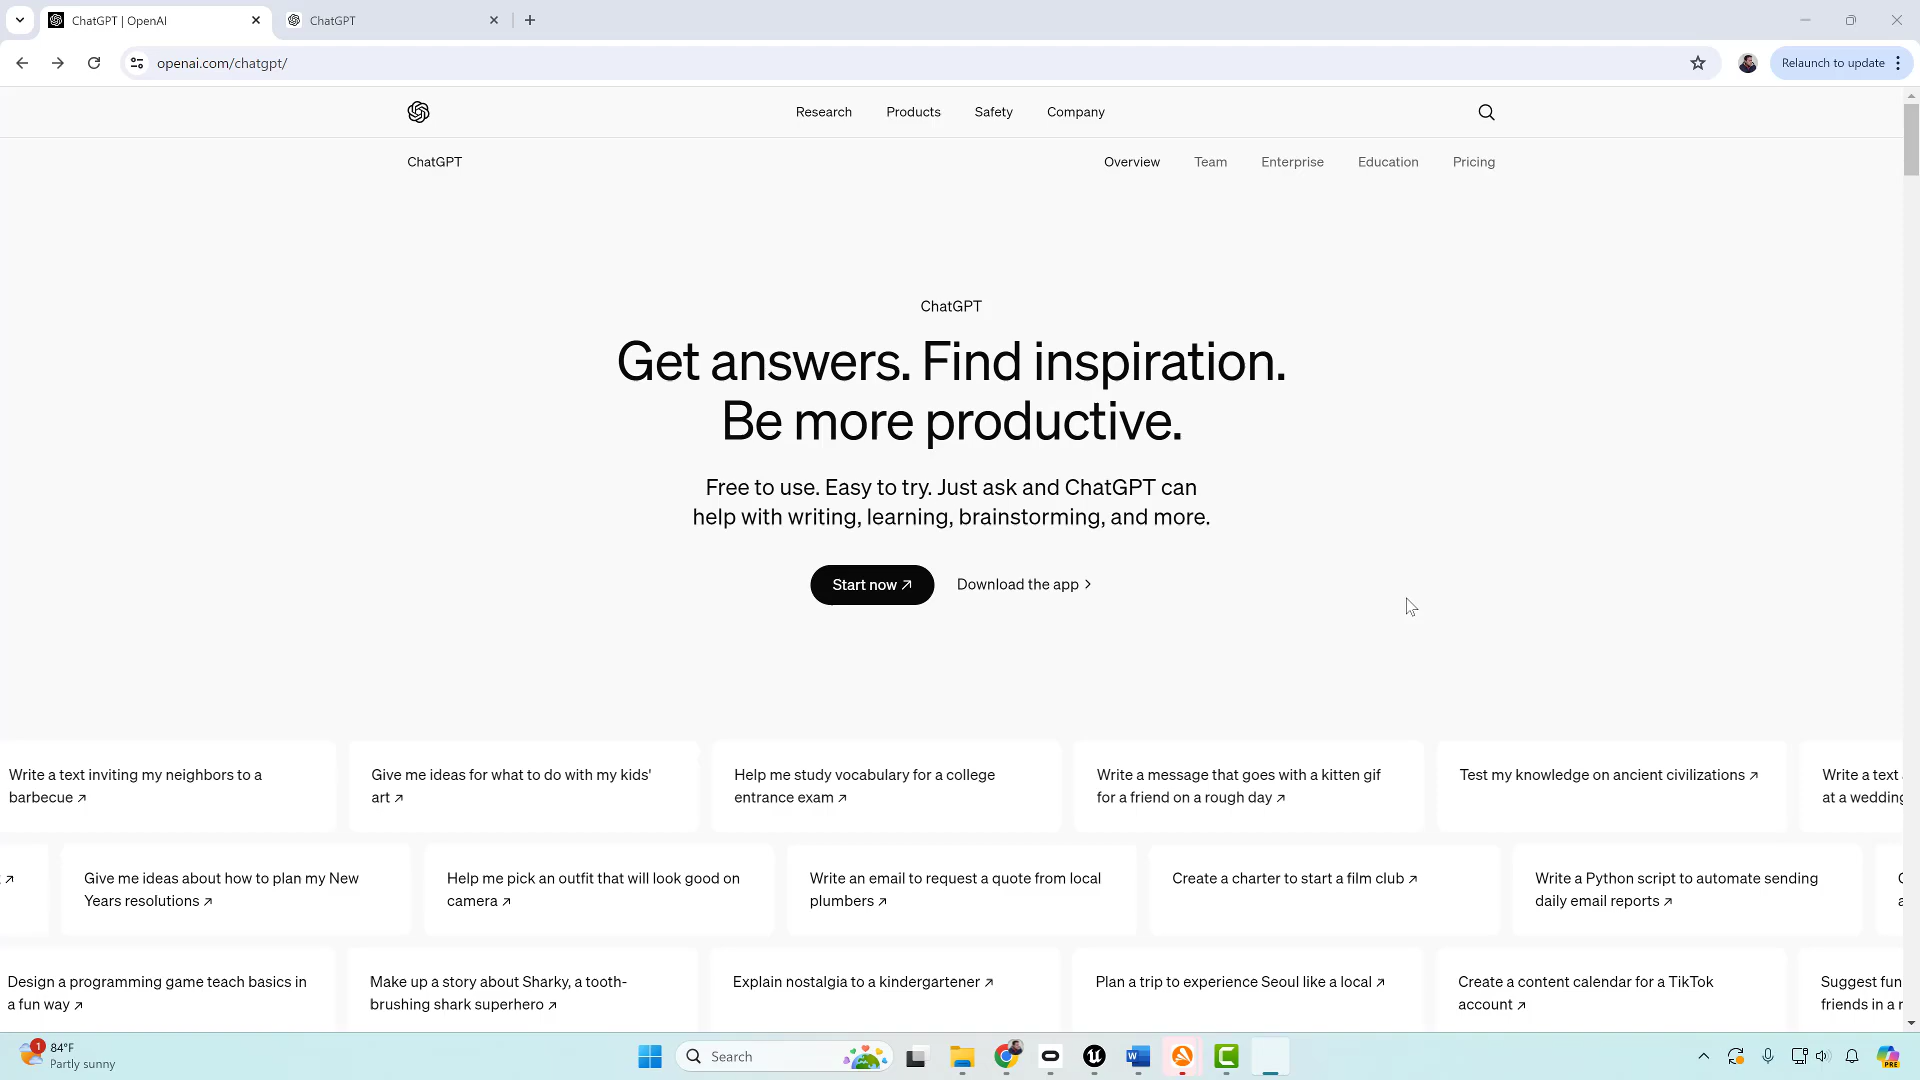 ChatGPT | OpenAI
ChatGPT
openai.com/chatgpt/
Relaunch to update
Research
Products
Safety
Company
ChatGPT
Overview
Team
Enterprise
Education
Pricing
ChatGPT
Get answers. Find inspiration.
Be more productive.
Free to use. Easy to try. Just ask and ChatGPT can
help with writing, learning, brainstorming, and more.
Start now ↗
Download the app >
Write a text inviting my neighbors to a
barbecue ↗
Give me ideas for what to do with my kids'
art ↗
Help me study vocabulary for a college
entrance exam ↗
Write a message that goes with a kitten gif
for a friend on a rough day ↗
Test my knowledge on ancient civilizations ↗
Write a text
at a wedding
↗
Give me ideas about how to plan my New
Years resolutions ↗
Help me pick an outfit that will look good on
camera ↗
Write an email to request a quote from local
plumbers ↗
Create a charter to start a film club ↗
Write a Python script to automate sending
daily email reports ↗
Design a programming game teach basics in
a fun way ↗
Make up a story about Sharky, a tooth-
brushing shark superhero ↗
Explain nostalgia to a kindergartener ↗
Plan a trip to experience Seoul like a local ↗
Create a content calendar for a TikTok
account ↗
Suggest fun
friends in a
1
84°F
Partly sunny
Search
W
C
PRE